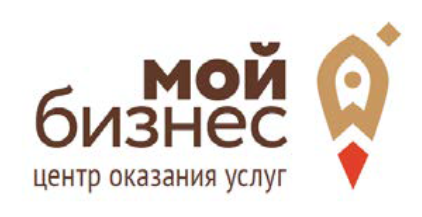 мой
бизнес
центр оказания услуг